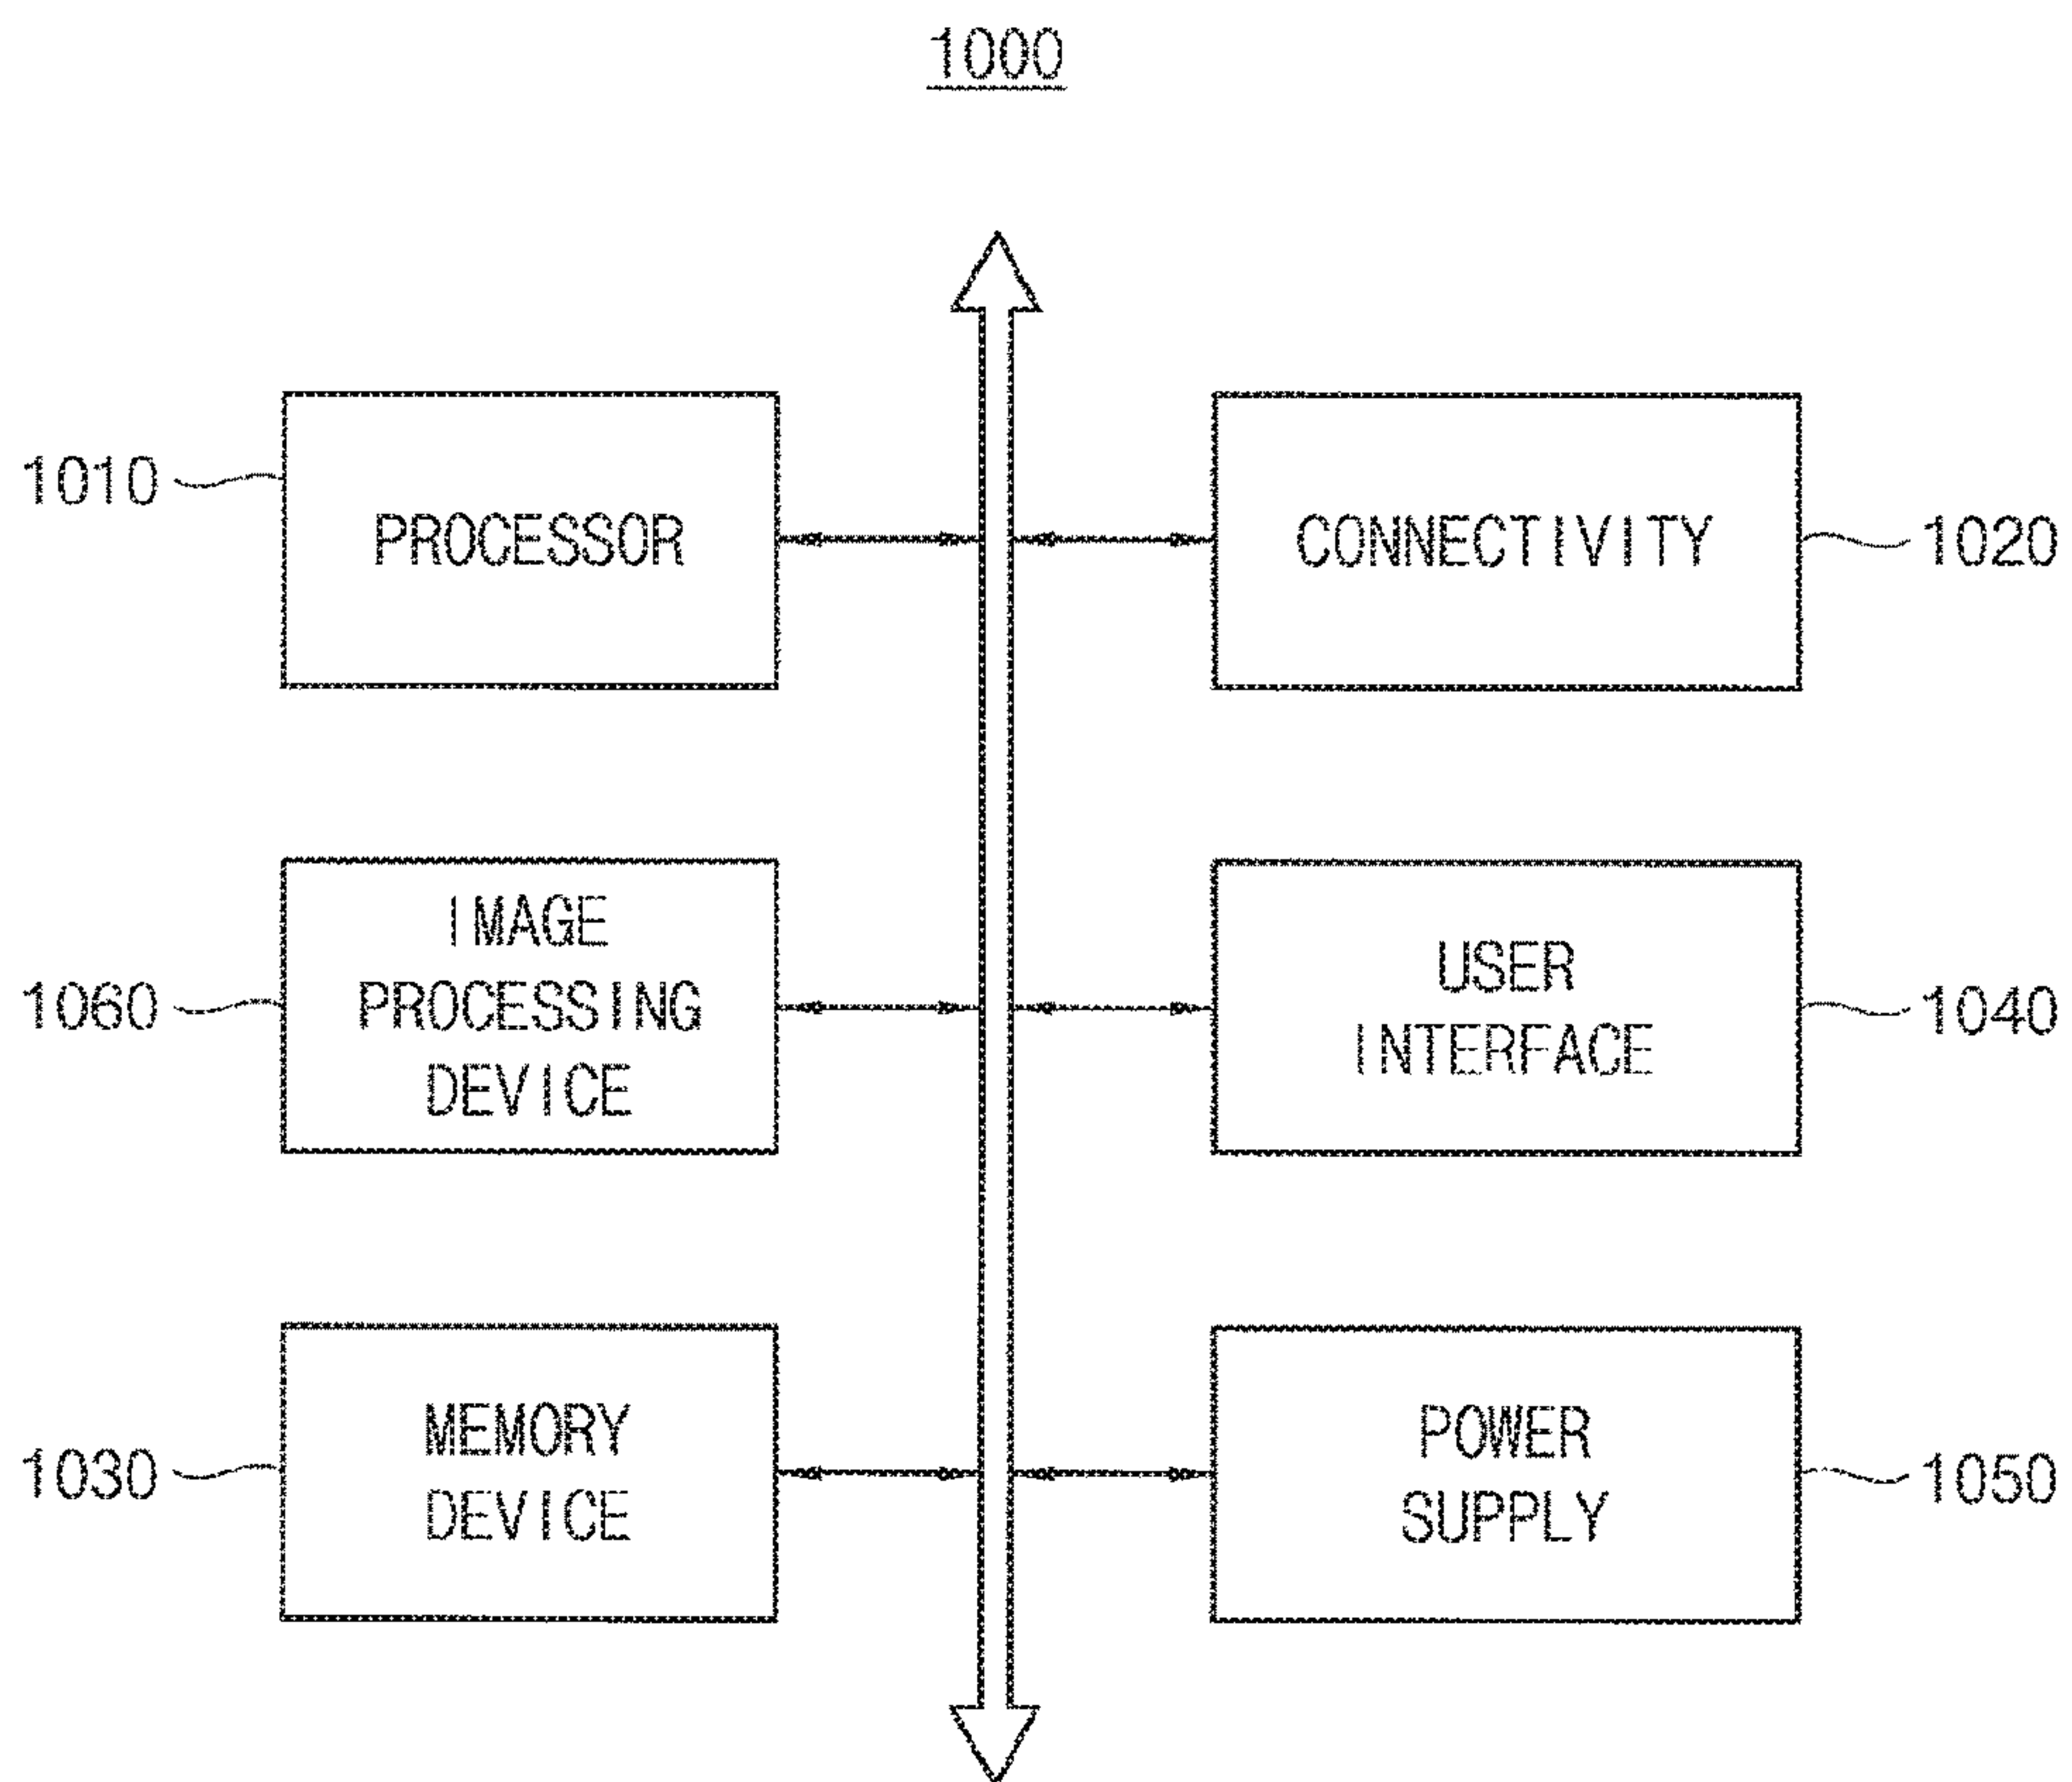 1000
1010
PROCESSOR
CONNECTIVITY
1020
1060
IMAGE
PROCESSING
DEVICE
USER
INTERFACE
1040
1030
MEMORY
DEVICE
POWER
SUPPLY
1050